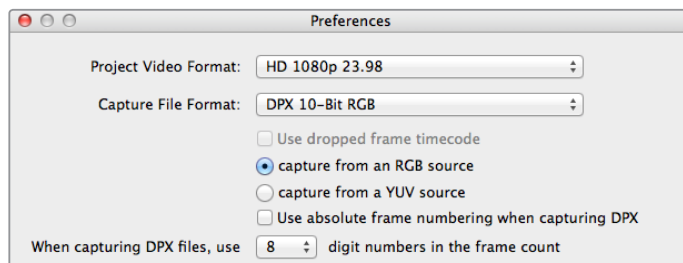 Preferences
Project Video Format: HD 1080p 23.98
Capture File Format: DPX 10-Bit RGB
Use dropped frame timecode
capture from an RGB source
capture from a YUV source
Use absolute frame numbering when capturing DPX
When capturing DPX files, use 8 digit numbers in the frame count